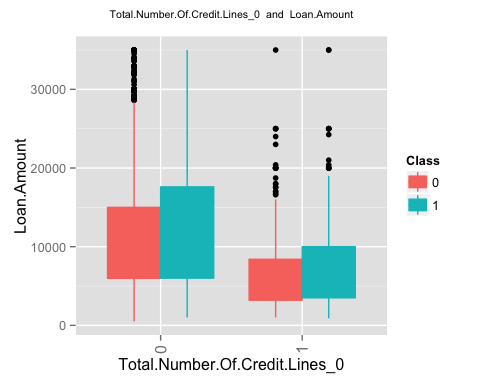 Total.Number.Of.Credit.Lines_0 and Loan.Amount
Loan.Amount
30000
20000
10000
0
0
1
Total.Number.Of.Credit.Lines_0
Class
0
1